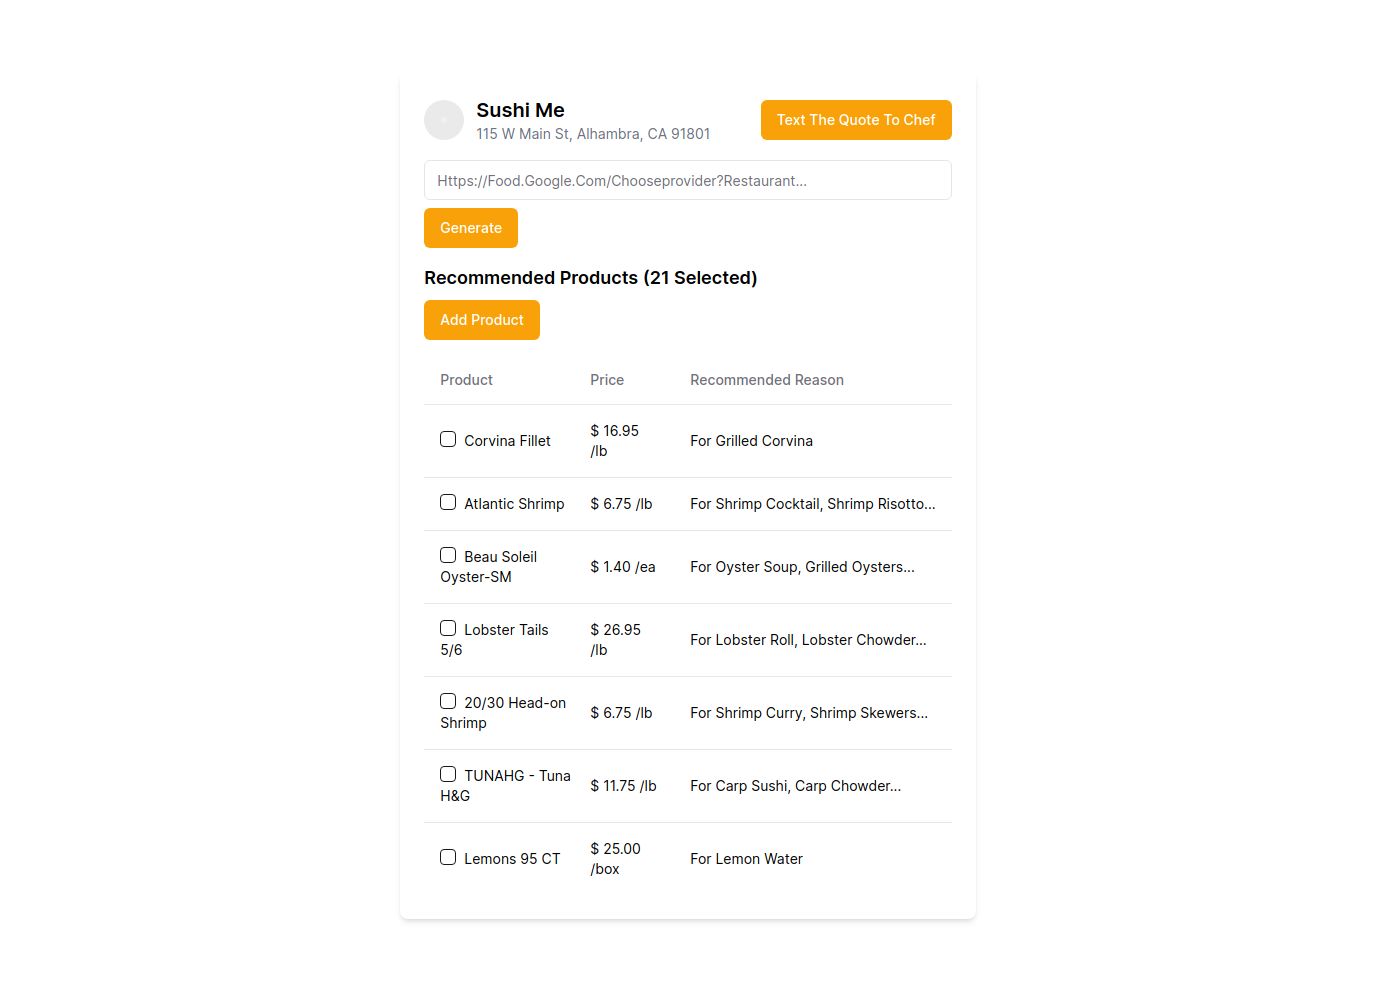 Sushi Me
115 W Main St, Alhambra, CA 91801
Text The Quote To Chef
Https://Food.Google.Com/Chooseprovider?Restaurant...
Generate
Recommended Products (21 Selected)
Add Product
Product Price Recommended Reason
Corvina Fillet
$ 16.95
/lb
For Grilled Corvina
Atlantic Shrimp
$ 6.75 /lb
For Shrimp Cocktail, Shrimp Risotto...
Beau Soleil
Oyster-SM
$ 1.40 /ea
For Oyster Soup, Grilled Oysters...
Lobster Tails
5/6
$ 26.95
/lb
For Lobster Roll, Lobster Chowder...
20/30 Head-on
Shrimp
$ 6.75 /lb
For Shrimp Curry, Shrimp Skewers...
TUNAHG - Tuna
H&G
$ 11.75 /lb
For Carp Sushi, Carp Chowder...
Lemons 95 CT
$ 25.00
/box
For Lemon Water